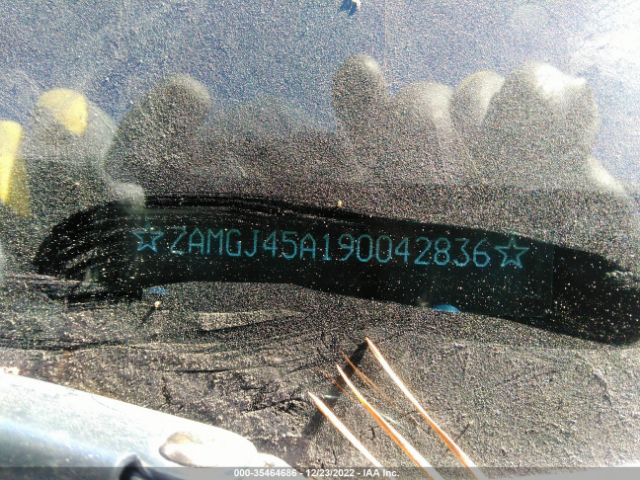 ☆ZAMGJ45A190042836☆
000-35464686 - 12/23/2022 - IAA Inc.